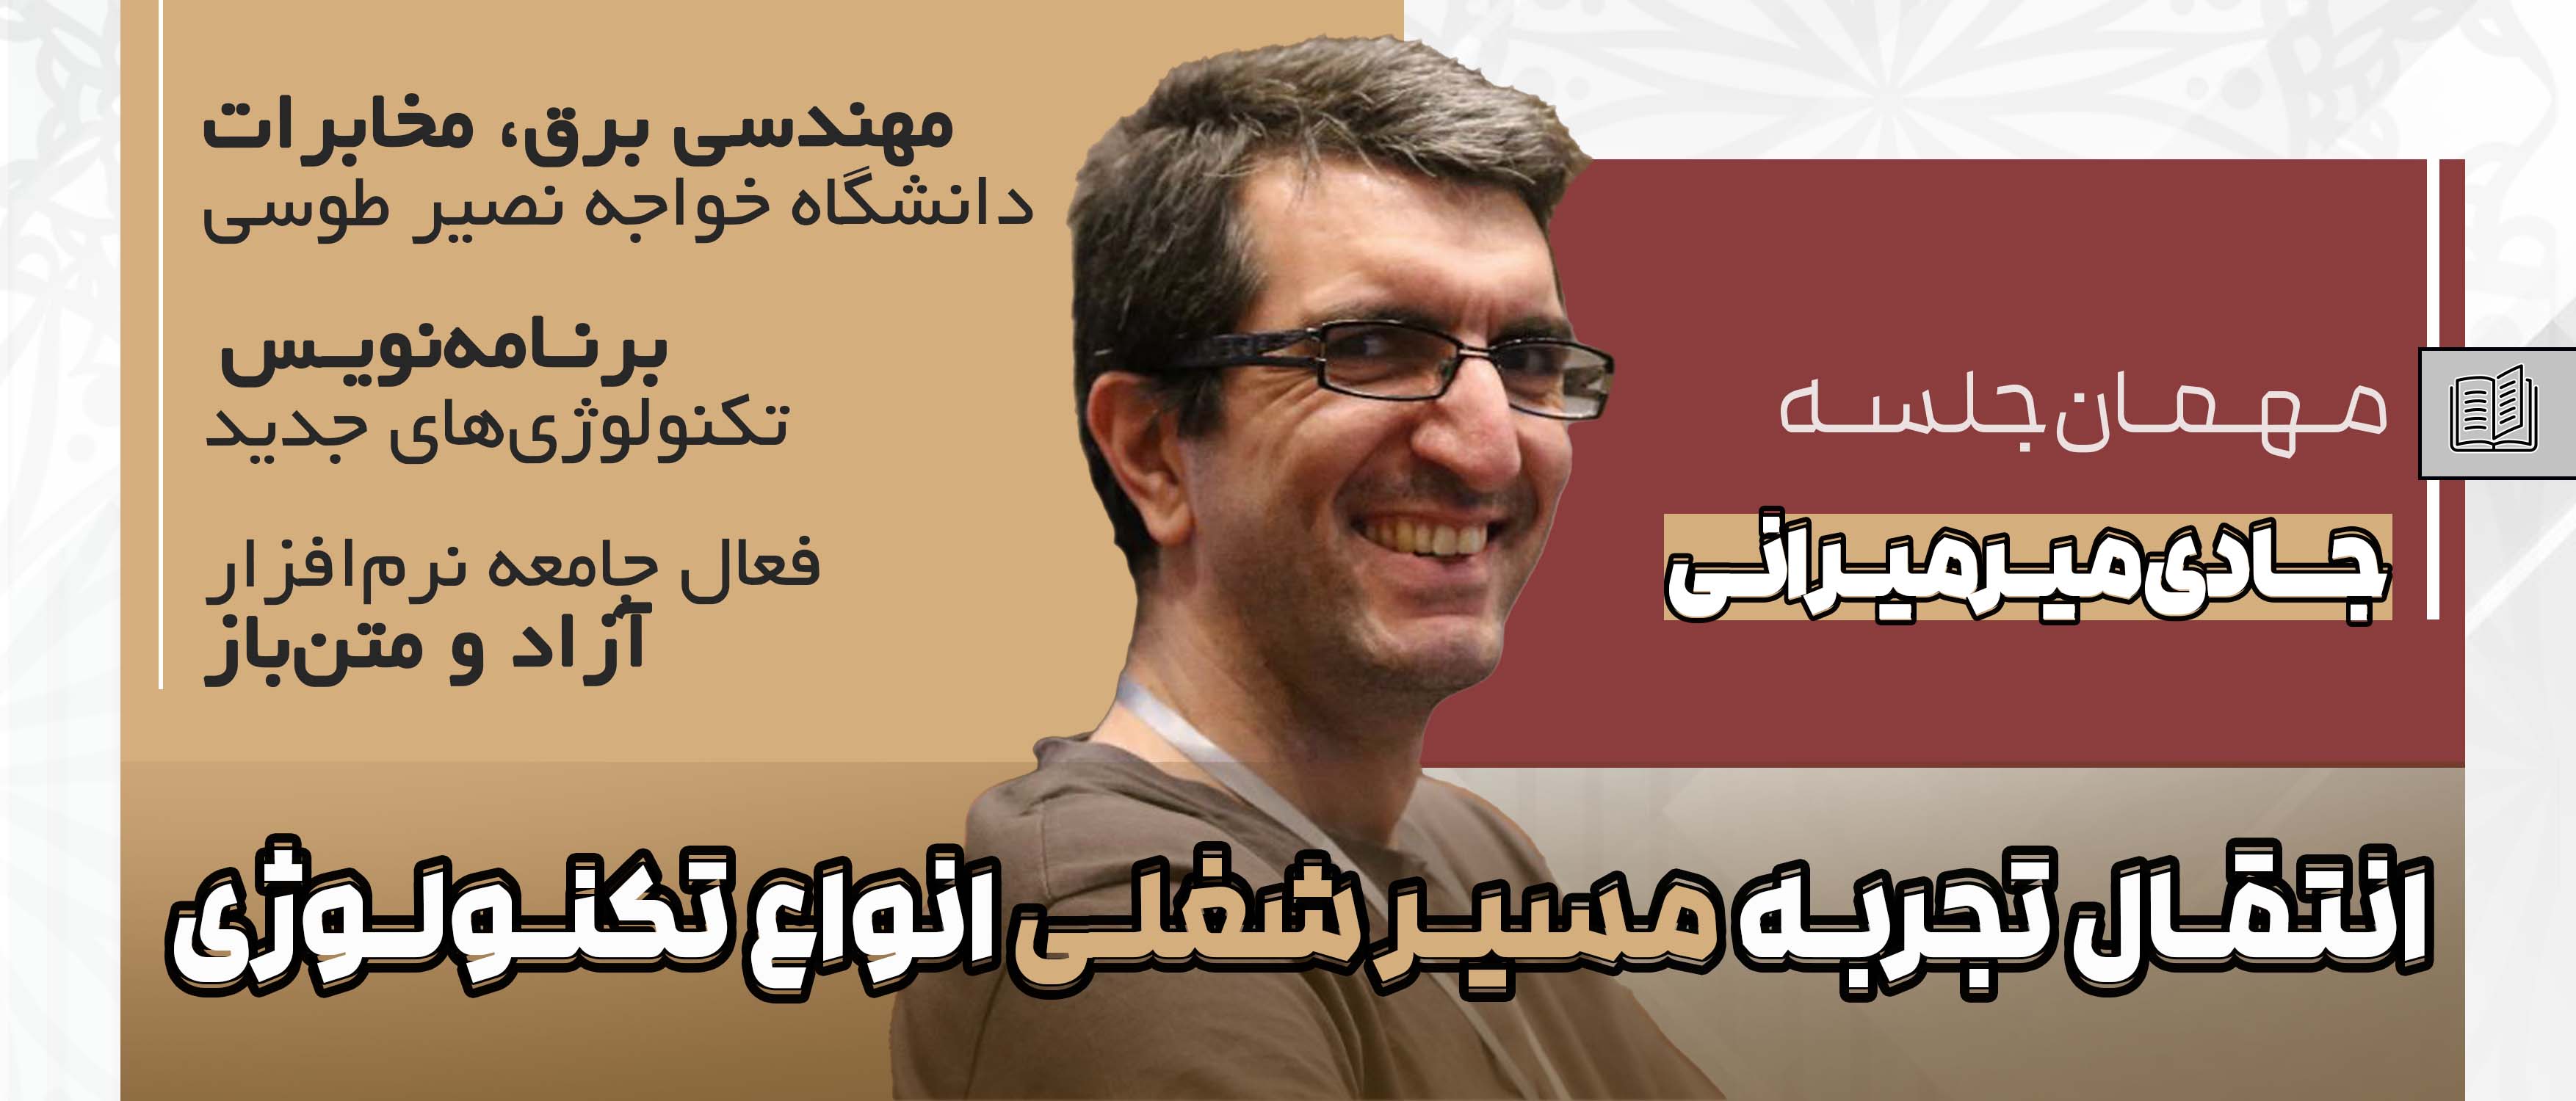 مهندسی برق، مخابرات
دانشگاه خواجه نصیر طوسی
برنامه‌نویس
تکنولوژی‌های جدید
فعال جامعه نرم‌افزار
آزاد و متن‌باز
مهمان جلسه
جادی میرمیرانی
انتقال تجربه مسیر شغلی انواع تکنولوژی